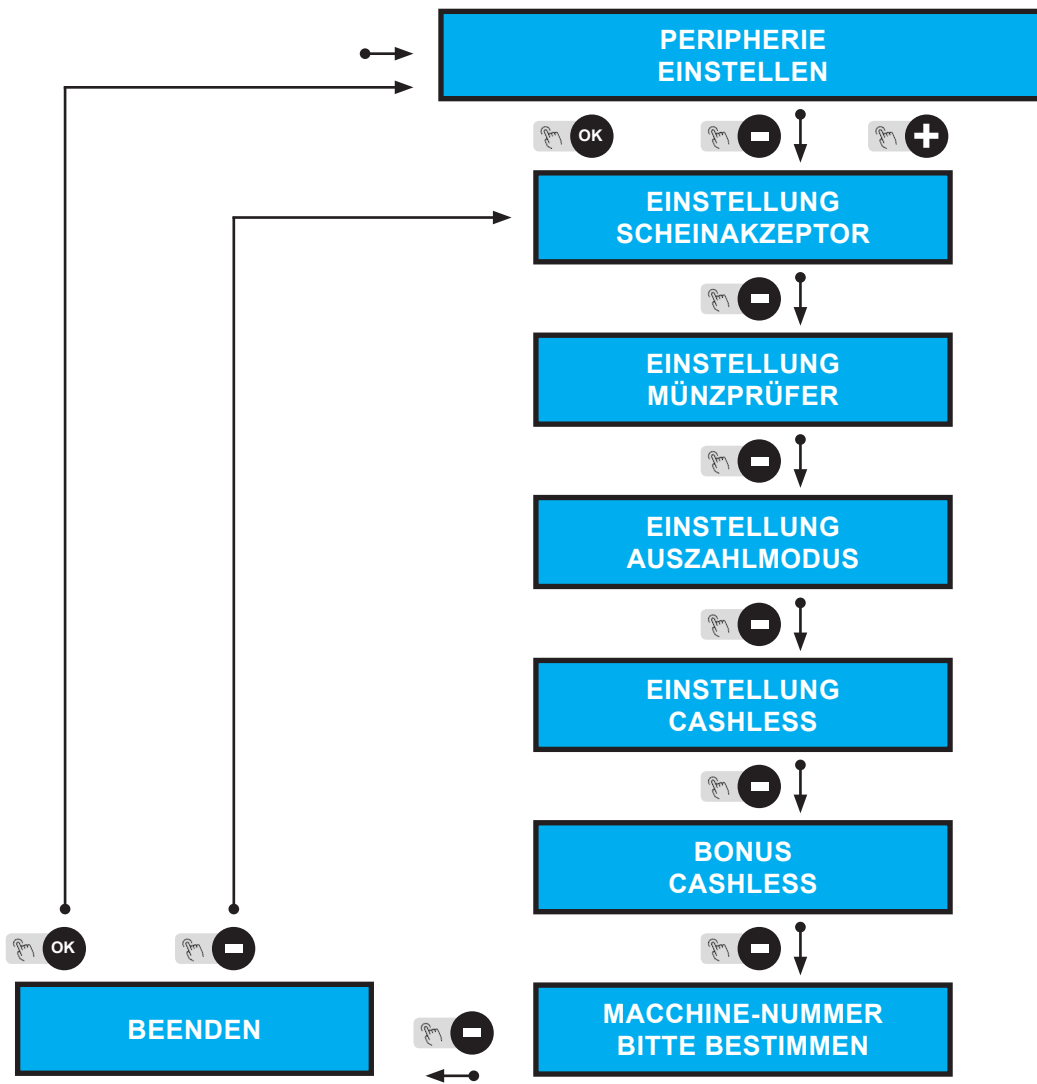 PERIPHERIE
EINSTELLEN
OK
EINSTELLUNG
SCHEINAKZEPTOR
EINSTELLUNG
MÜNZPRÜFER
EINSTELLUNG
AUSZAHLMODUS
EINSTELLUNG
CASHLESS
BONUS
CASHLESS
OK
BEENDEN
MACCHINE-NUMMER
BITTE BESTIMMEN